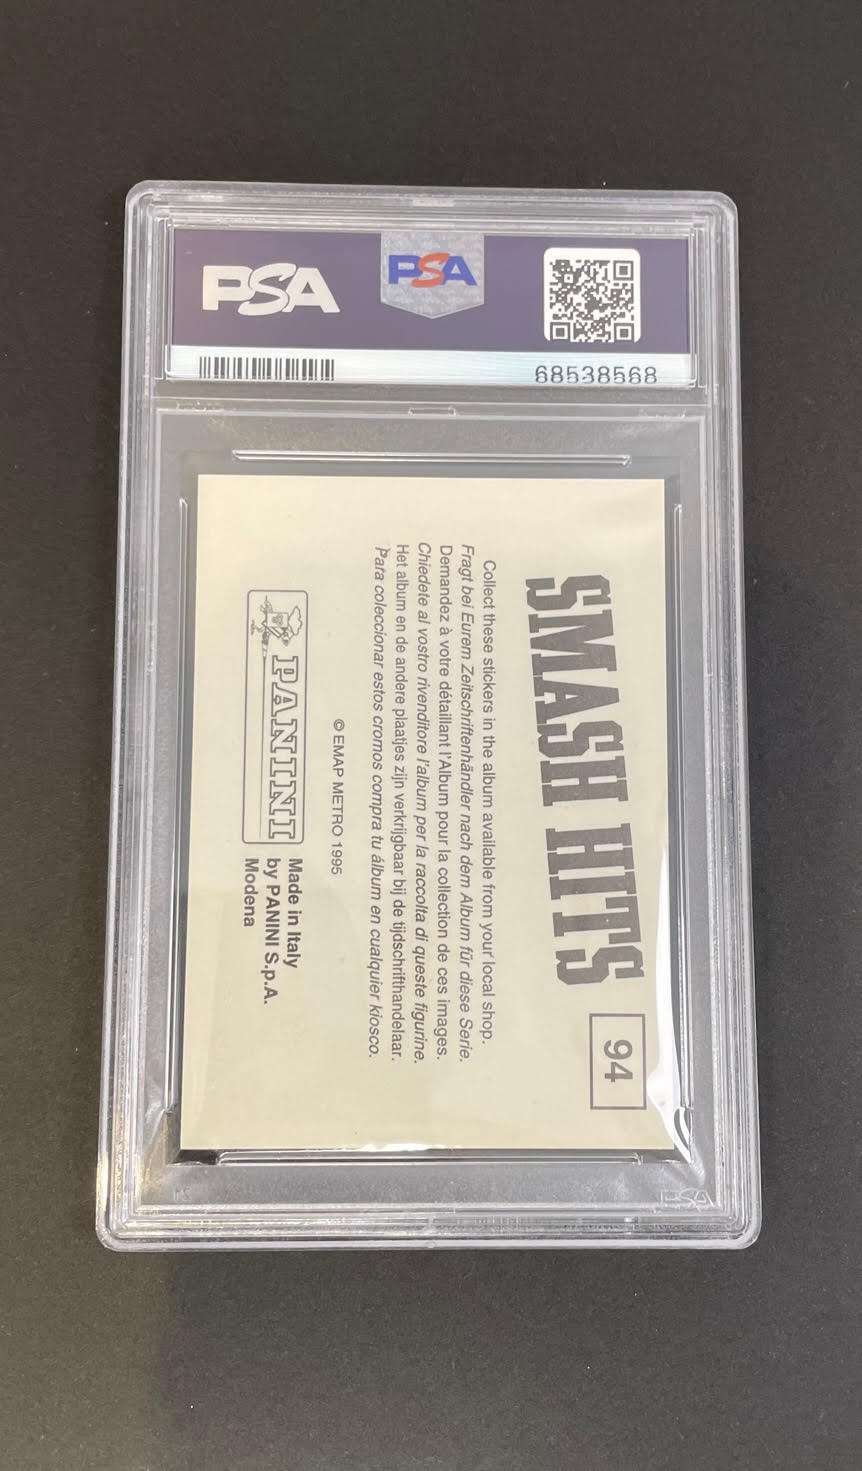 PSA
PSA
68538568
SMASH HITS
94
Collect these stickers in the album available from your local shop.
Fragt bei Eurem Zeitschriftenhändler nach dem Album für diese Serie.
Demandez à votre détaillant l'Album pour la collection de ces images.
Chiedete al vostro rivenditore l'album per la raccolta di queste figurine.
Het album en de andere plaatjes zijn verkrijgbaar bij de tijdschrifthandelaar.
Para coleccionar estos cromos compra tu álbum en cualquier kiosco.
© EMAP METRO 1995
PANINI
Made in Italy
by PANINI S.p.A.
Modena
PSA